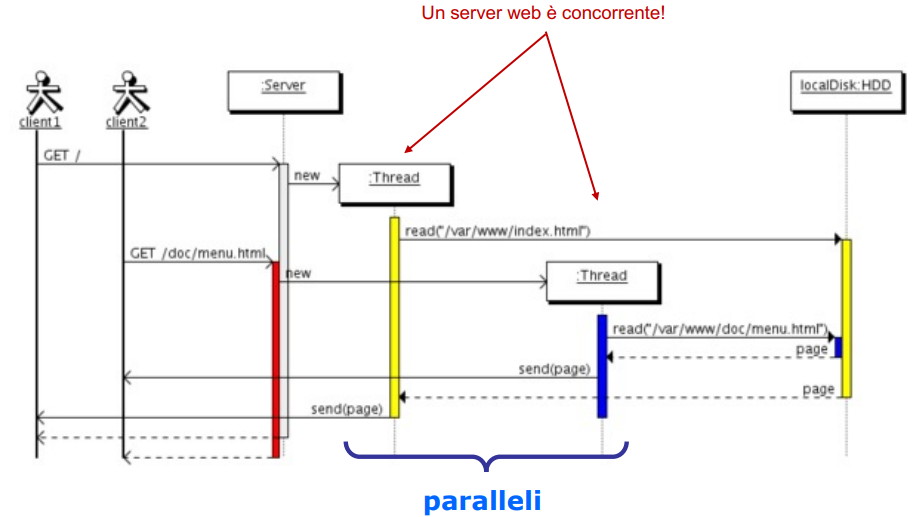 Un server web è concorrente!
:Server
localDisk:HDD
client1
client2
GET /
new
:Thread
read("/var/www/index.html")
GET /doc/menu.html
new
:Thread
read("/var/www/doc/menu.html")
page
send(page)
page
send(page)
paralleli